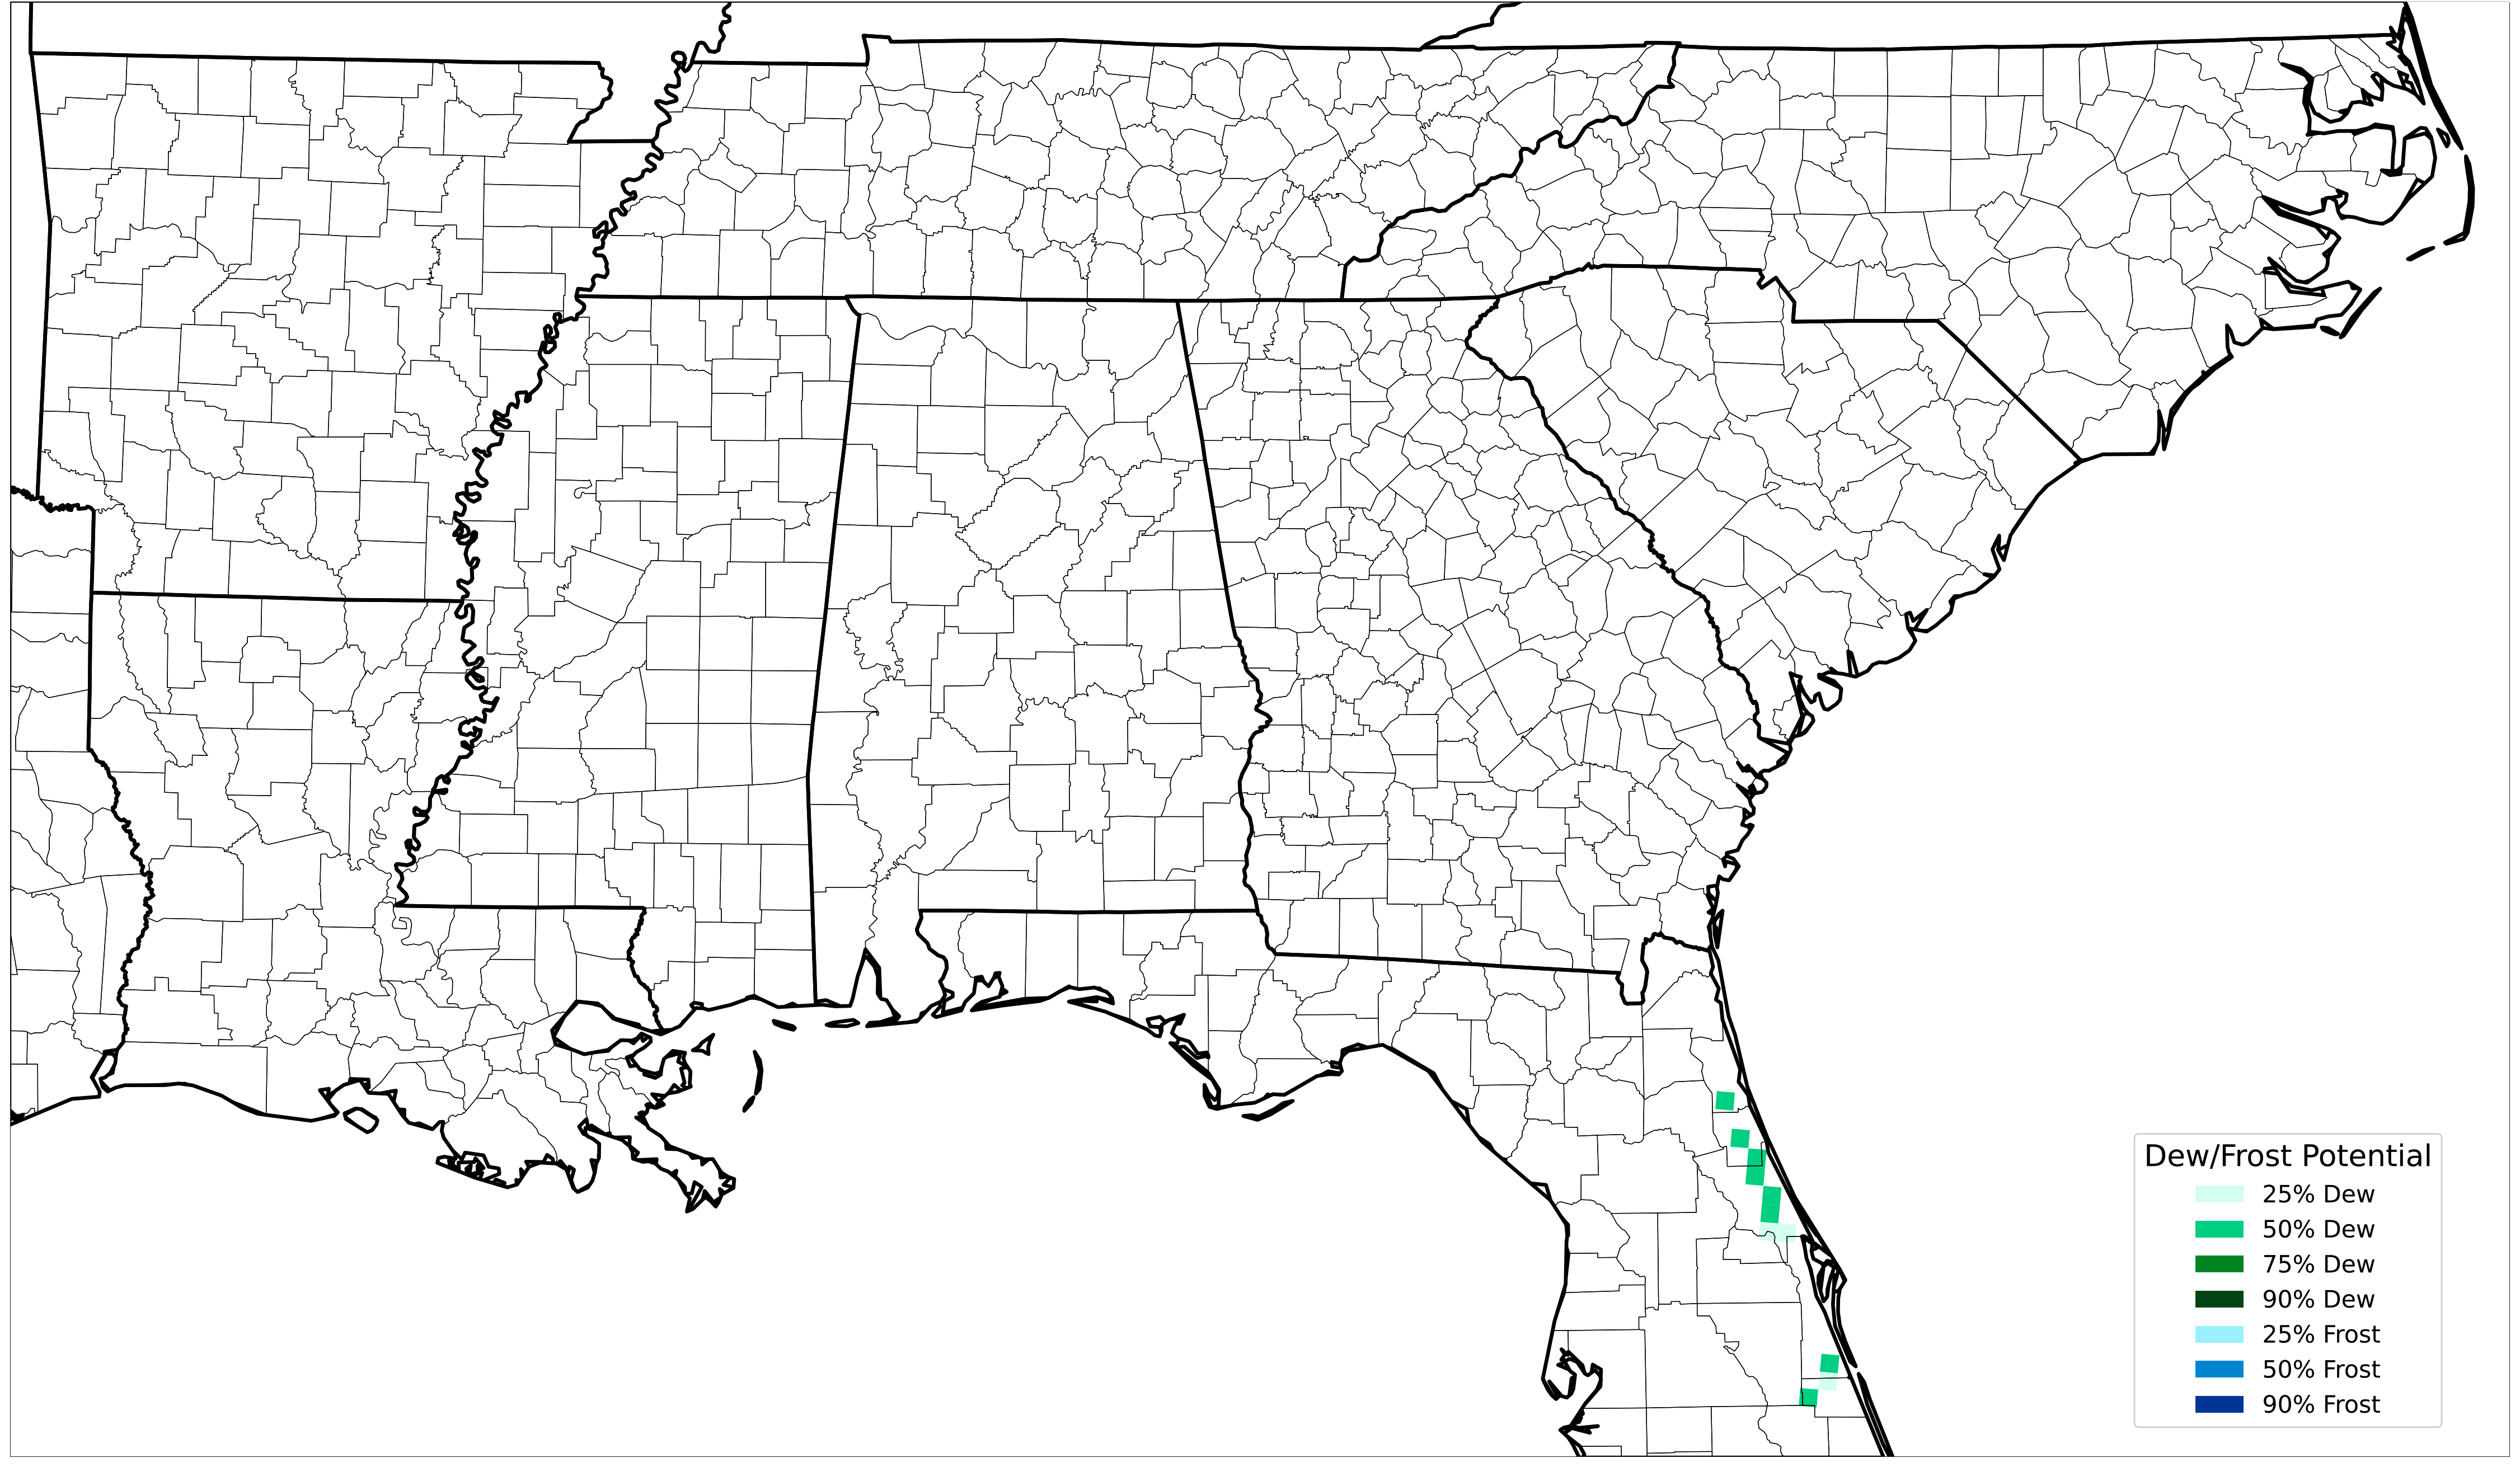 Dew/Frost Potential
25% Dew
50% Dew
75% Dew
90% Dew
25% Frost
50% Frost
90% Frost